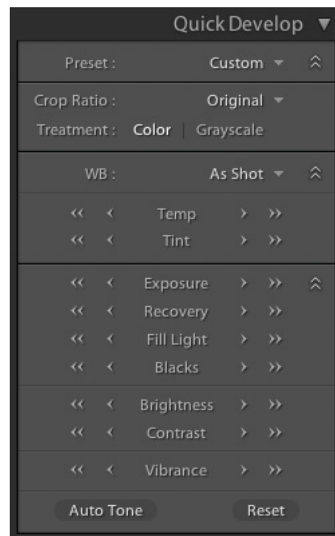 Quick Develop
Preset : Custom
Crop Ratio : Original
Treatment : Color | Grayscale
WB : As Shot
Temp
Tint
Exposure
Recovery
Fill Light
Blacks
Brightness
Contrast
Vibrance
Auto Tone Reset